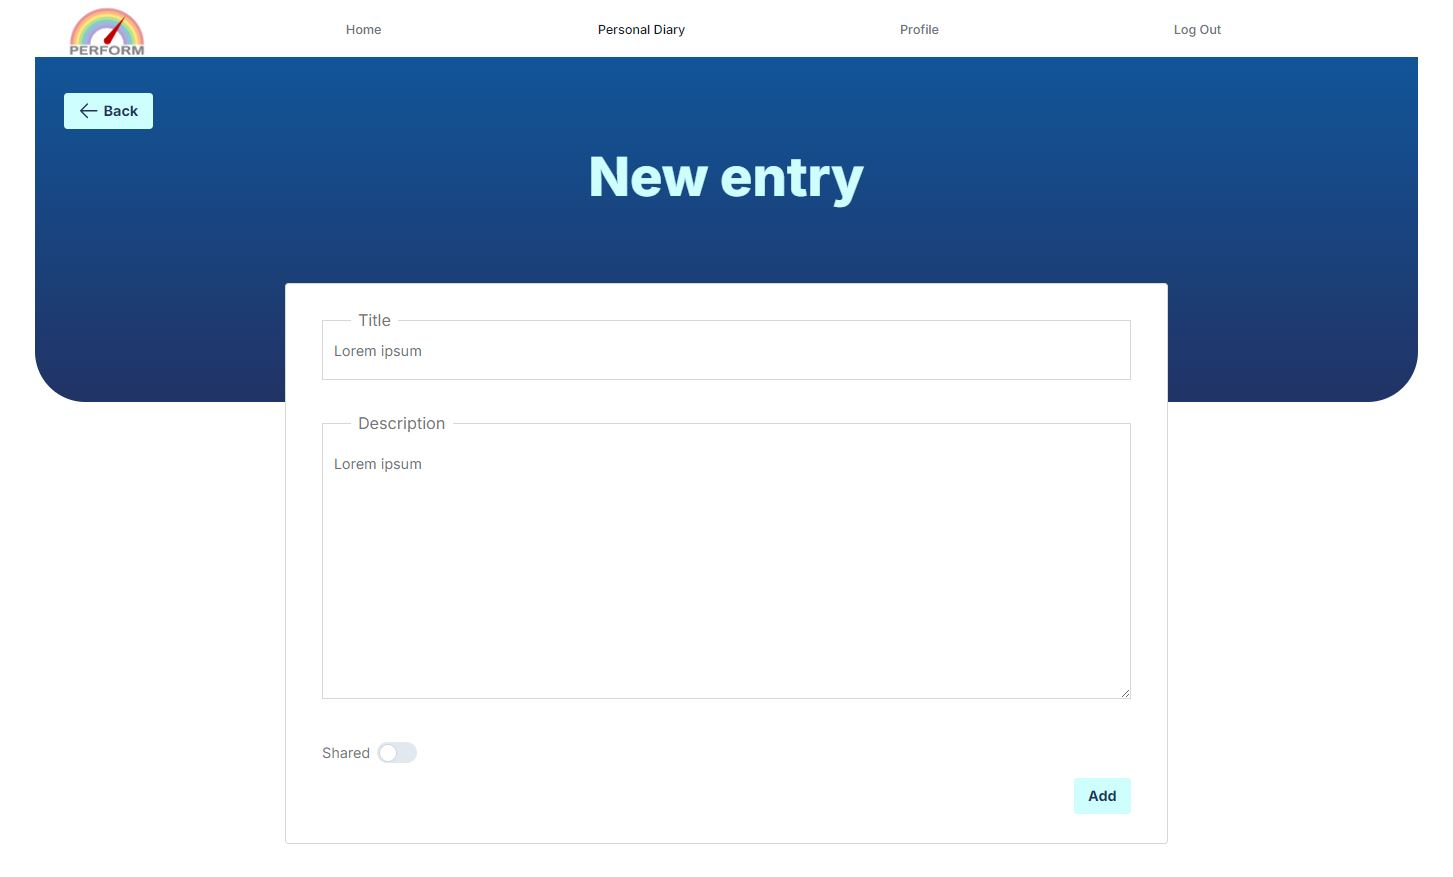 PERFORM
Home
Personal Diary
Profile
Log Out
Back
New entry
Title
Lorem ipsum
Description
Lorem ipsum
Shared
Add